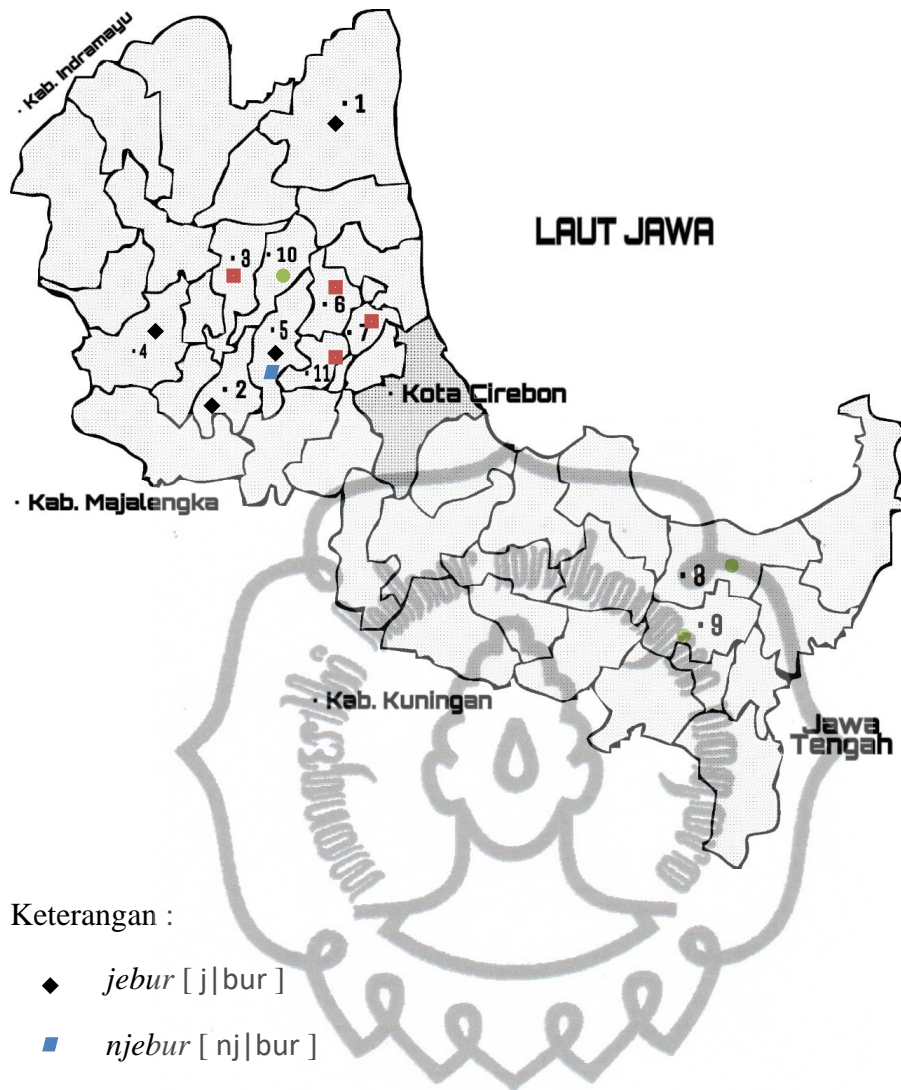 Kab. Indramayu
1
LAUT JAWA
3
10
6
7
5
4
2
11
Kota Cirebon
Kab. Majalengka
8
9
Kab. Kuningan
Jawa
Tengah
Keterangan :
jebur [ j|bur ]
njebur [ nj|bur ]